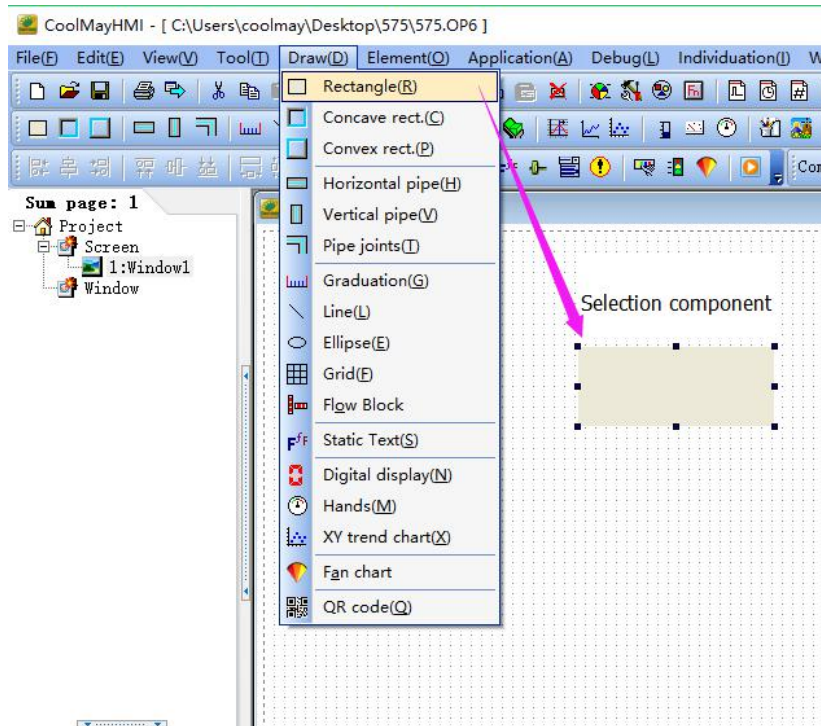 CoolMayHMI - [ C:\Users\coolmay\Desktop\575\575.OP6 ]
File(F) Edit(E) View(V) Tool(T) Draw(D) Element(O) Application(A) Debug(L) Individuation(I) W
Rectangle(R)
Concave rect.(C)
Convex rect.(P)
Con
Sum page: 1
Horizontal pipe(H)
Project
Vertical pipe(V)
Screen
Pipe joints(T)
1:Window1
Window
Graduation(G)
Selection component
Line(L)
Ellipse(E)
Grid(F)
Flow Block
Static Text(S)
Digital display(N)
Hands(M)
XY trend chart(X)
Fan chart
QR code(Q)